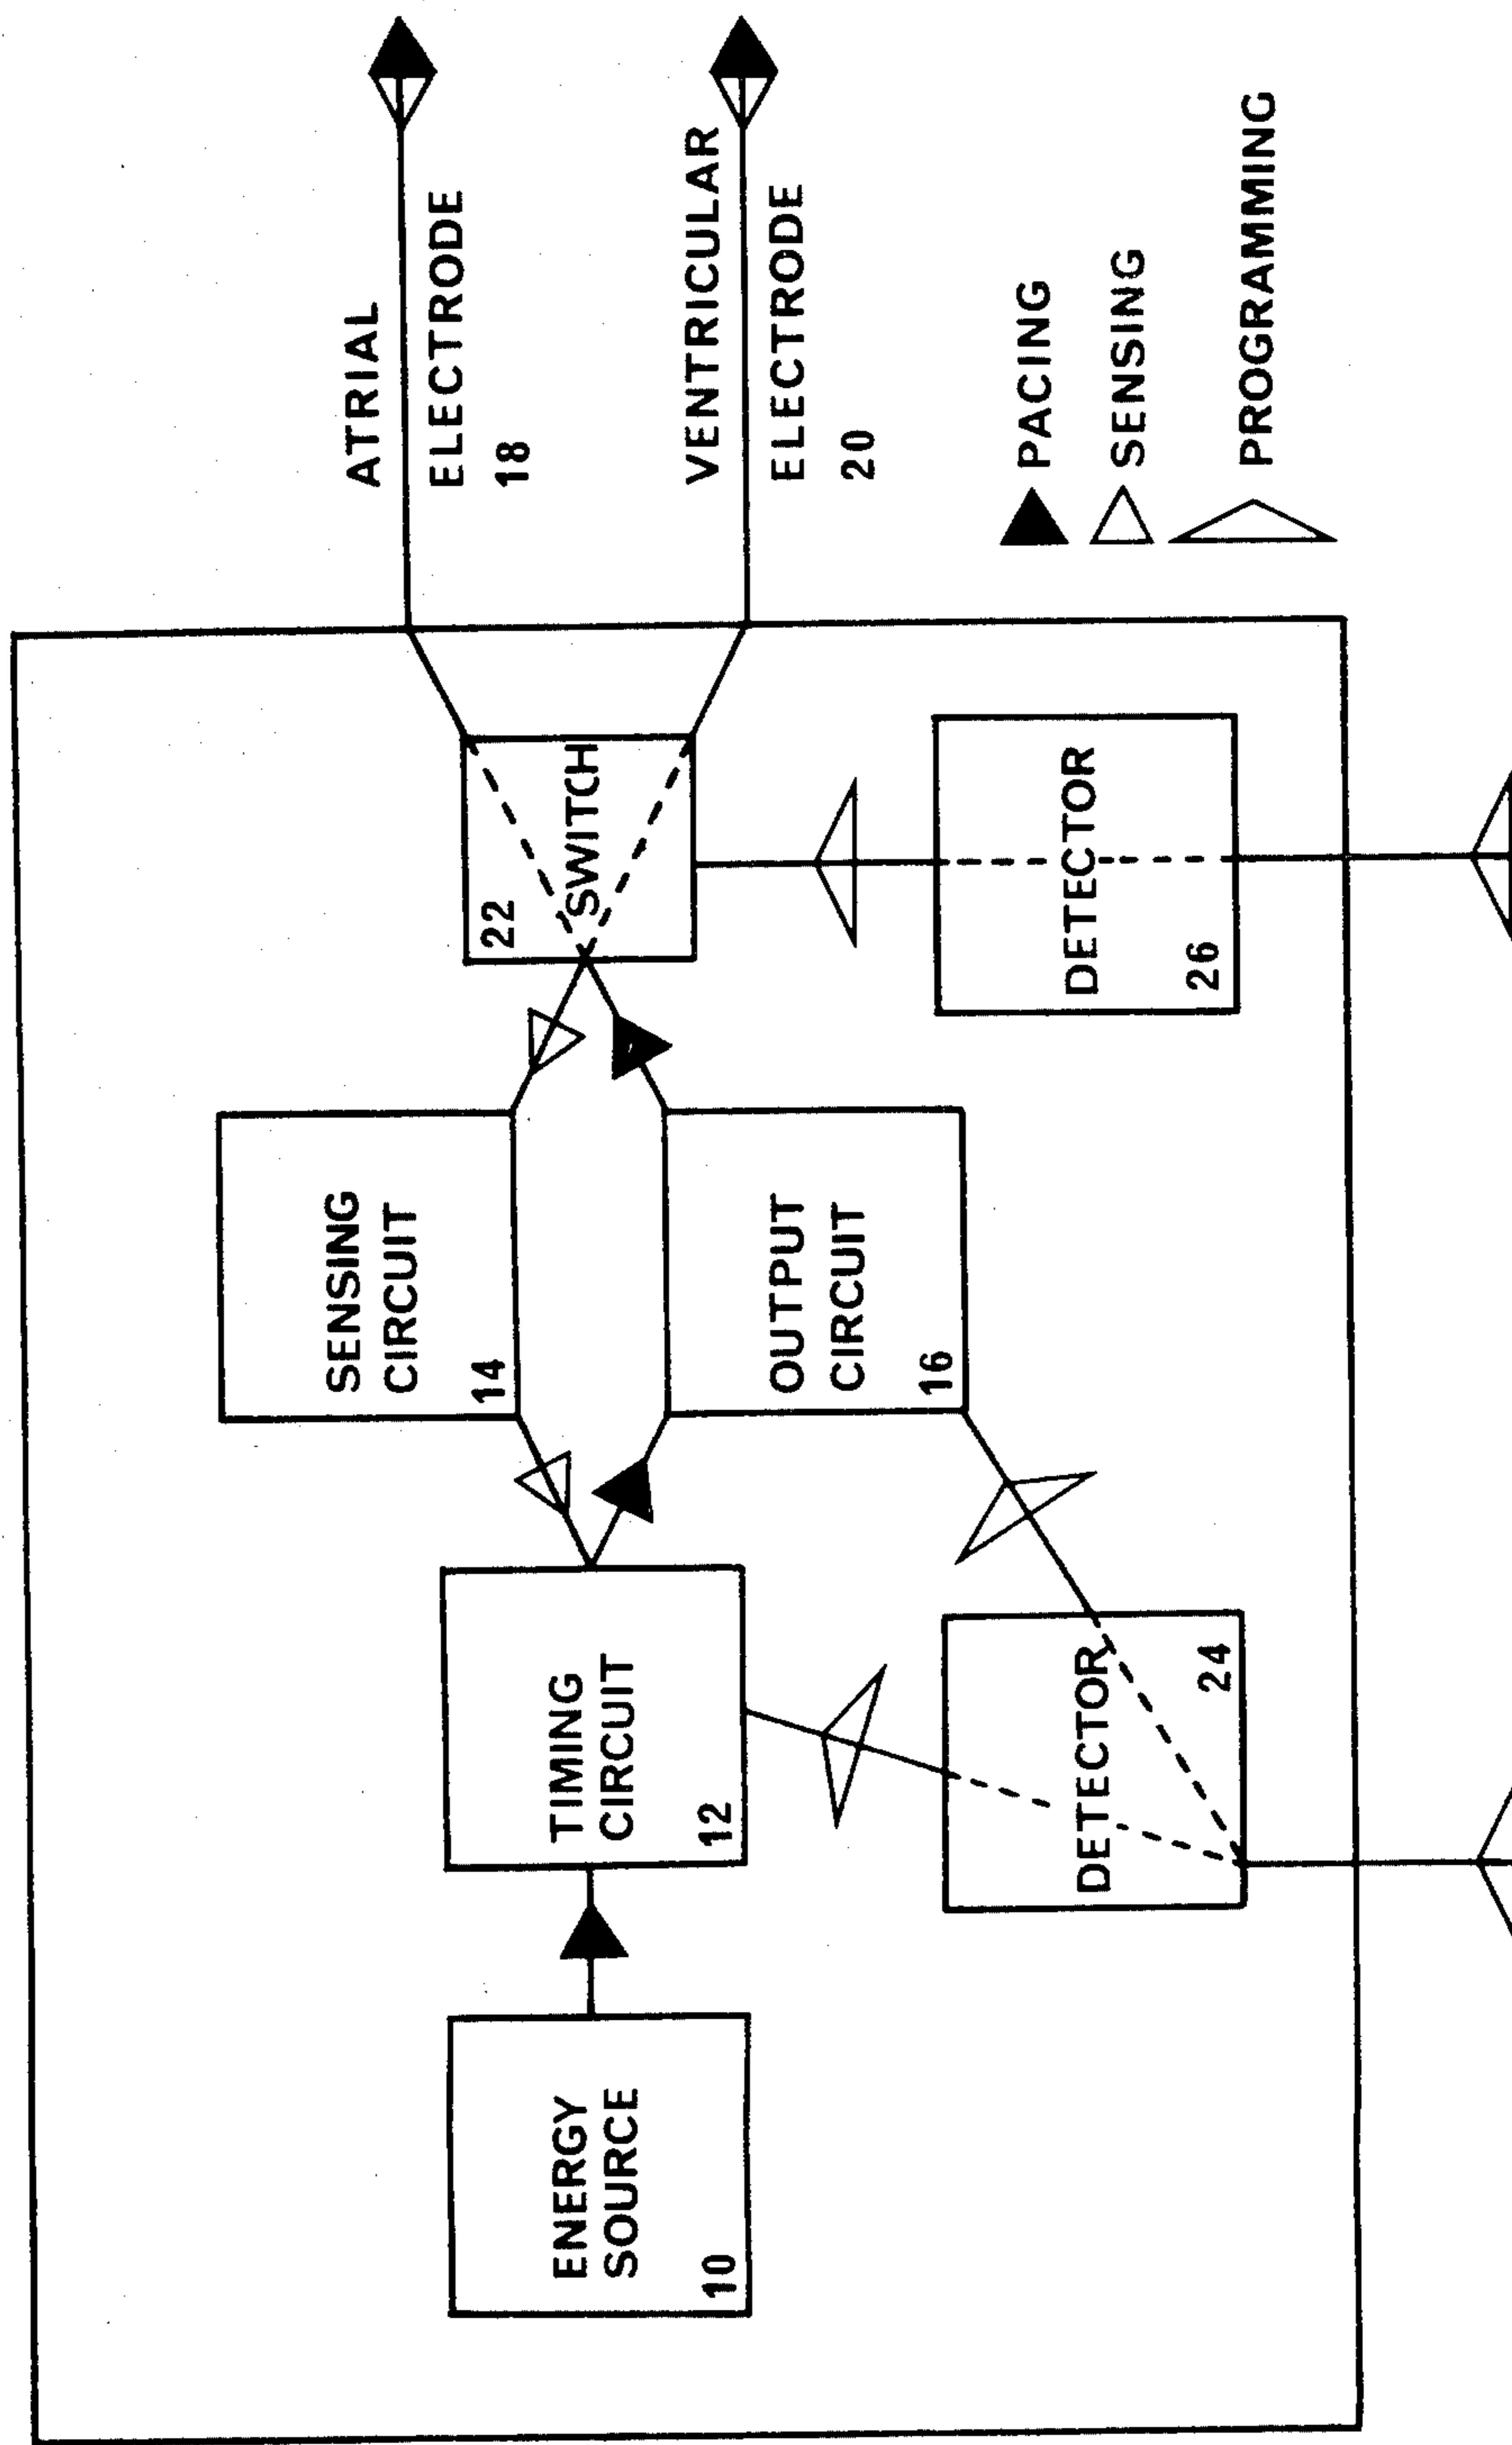 ENERGY
SOURCE
10
TIMING
CIRCUIT
12
SENSING
CIRCUIT
14
OUTPUT
CIRCUIT
16
22
SWITCH
ATRIAL
ELECTRODE
18
VENTRICULAR
ELECTRODE
20
DETECTOR
24
DETECTOR
26
PACING
SENSING
PROGRAMMING